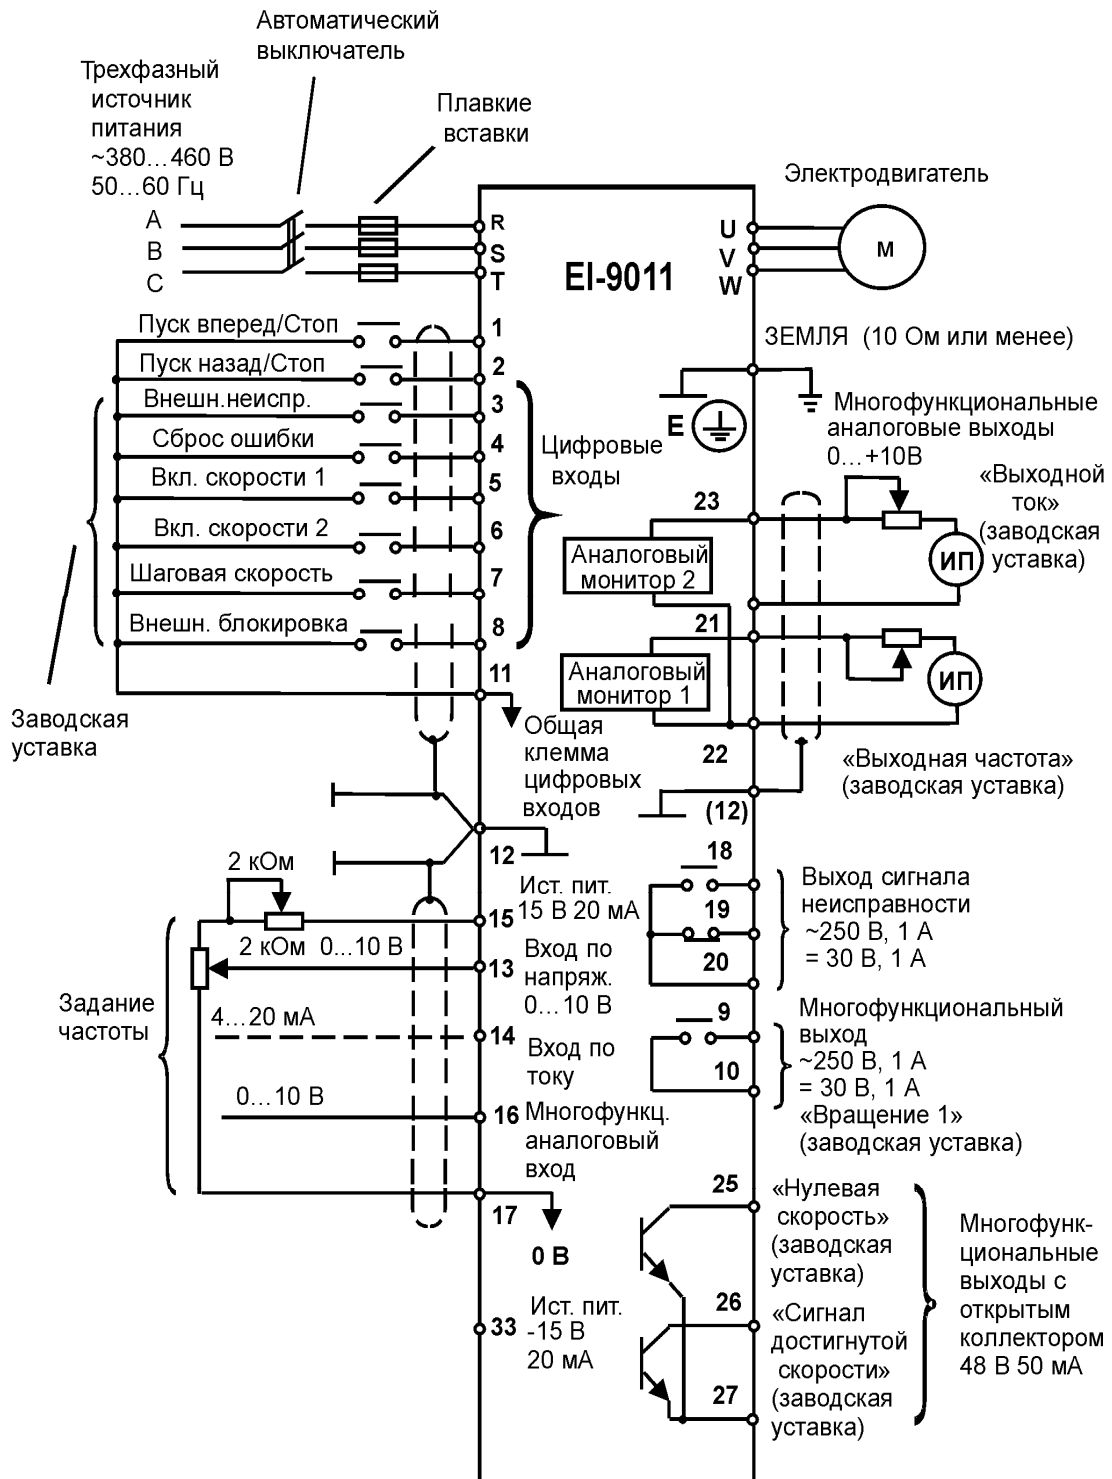 Автоматический
выключатель
Трехфазный
источник
питания
~380...460 В
50...60 Гц
Плавкие
вставки
Электродвигатель
A
B
C
R
S
T
EI-9011
U
V
W
М
Пуск вперед/Стоп
1
Пуск назад/Стоп
2
Внешн.неиспр.
3
Сброс ошибки
4
Вкл. скорости 1
5
Вкл. скорости 2
6
Шаговая скорость
7
Внешн. блокировка
8
11
Цифровые
входы
Заводская
уставка
Общая
клемма
цифровых
входов
ЗЕМЛЯ (10 Ом или менее)
E
Многофункциональные
аналоговые выходы
0...+10В
«Выходной
ток»
(заводская
уставка)
23
Аналоговый
монитор 2
ИП
21
Аналоговый
монитор 1
ИП
22
«Выходная частота»
(заводская уставка)
(12)
12
2 кОм
Ист. пит.
15 В 20 мА
15
2 кОм 0...10 В
13
Вход по
напряж.
0...10 В
Задание
частоты
4...20 мА
14
Вход по
току
0...10 В
16
Многофункц.
аналоговый
вход
17
0 В
33
Ист. пит.
-15 В
20 мА
18
19
20
Выход сигнала
неисправности
~250 В, 1 А
= 30 В, 1 А
9
10
Многофункциональный
выход
~250 В, 1 А
= 30 В, 1 А
«Вращение 1»
(заводская уставка)
25
«Нулевая
скорость»
(заводская
уставка)
26
«Сигнал
достигнутой
скорости»
(заводская
уставка)
27
Многофунк-
циональные
выходы с
открытым
коллектором
48 В 50 мА